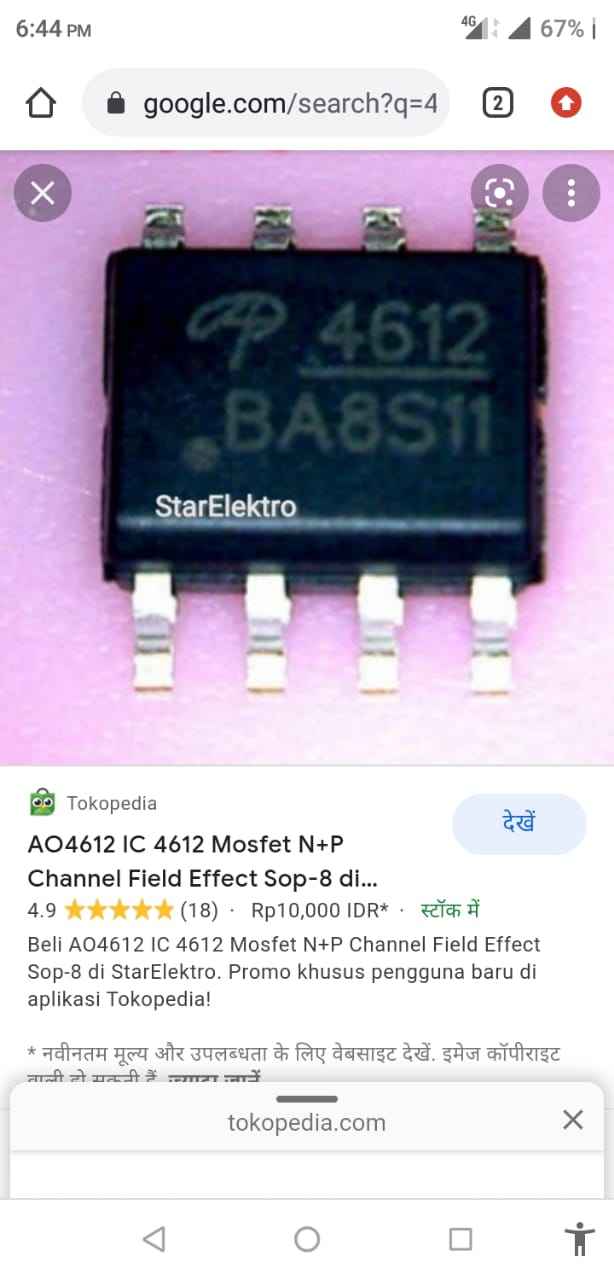 6:44 PM
4G 67%
google.com/search?q=4
2
4612
BA8S11
StarElektro
Tokopedia
देखें
AO4612 IC 4612 Mosfet N+P
Channel Field Effect Sop-8 di...
4.9 ★★★★★ (18) · Rp10,000 IDR* · स्टॉक में
Beli AO4612 IC 4612 Mosfet N+P Channel Field Effect
Sop-8 di StarElektro. Promo khusus pengguna baru di
aplikasi Tokopedia!
* नवीनतम मूल्य और उपलब्धता के लिए वेबसाइट देखें. इमेज कॉपीराइट
वाली हो सकती हैं. ज़्यादा जानें
tokopedia.com